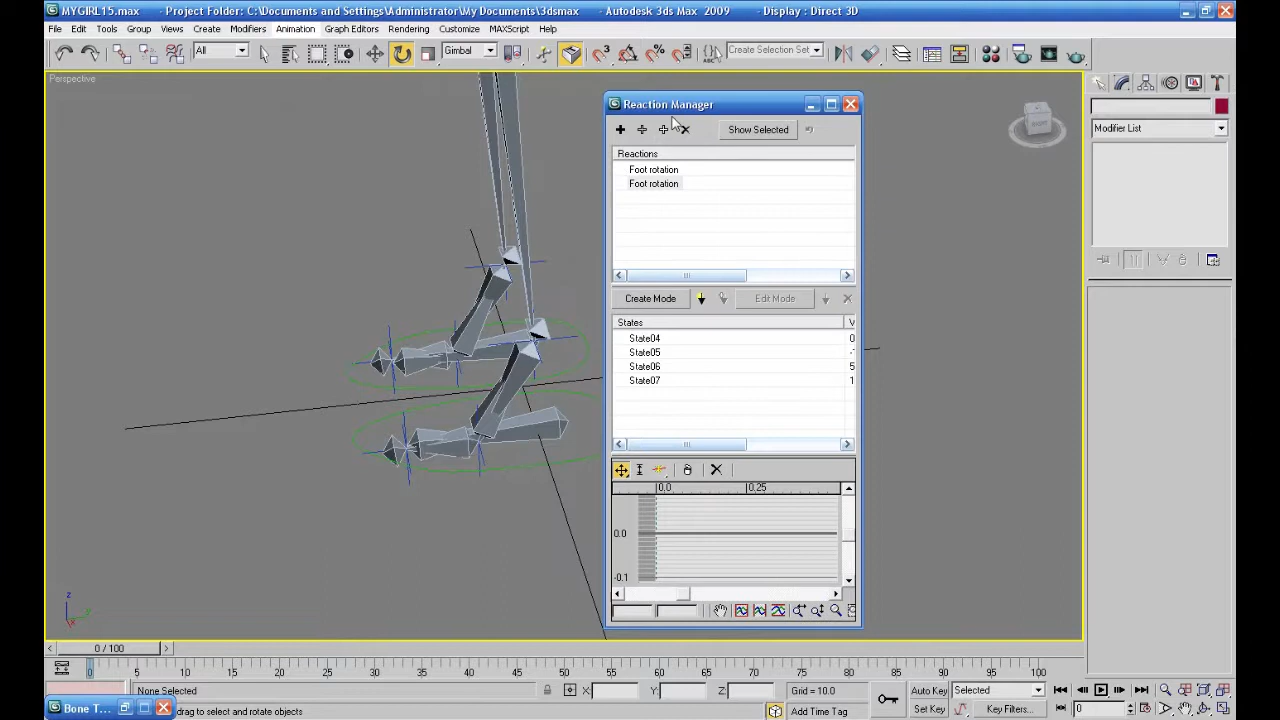 MYGIRL15.max - Project Folder: C:\Documents and Settings\Administrator\My Documents\3dsmax - Autodesk 3ds Max 2009 - Display : Direct 3D
File Edit Tools Group Views Create Modifiers Animation Graph Editors Rendering Customize MAXScript Help
All Gimbal Create Selection Set
Perspective
RIGHT
Modifier List
Reaction Manager
Show Selected
Reactions
Foot rotation
Foot rotation
Create Mode Edit Mode
States V
State04 0
State05 -
State06 5
State07 1
0.0 0.25
0.0
-0.1
z
y
x
0 / 100
0 5 10 15 20 25 30 35 40 45 50 55 60 65 70 75 80 85 90 95 100
None Selected X: Y: Z: Grid = 10.0 Auto Key Selected
Bone T... drag to select and rotate objects Add Time Tag Set Key Key Filters... 0